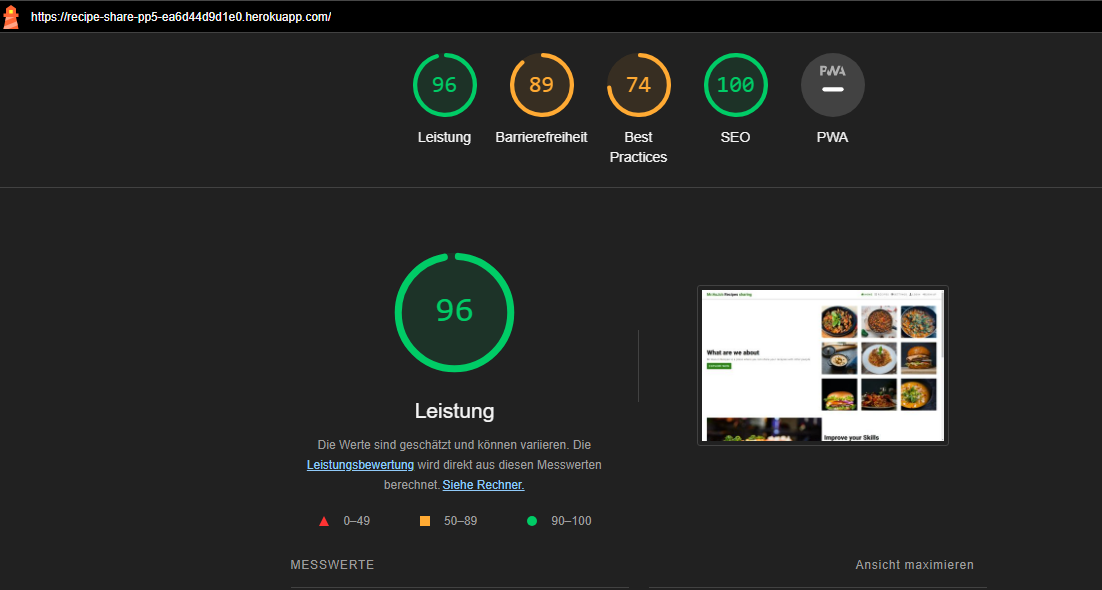 https://recipe-share-pp5-ea6d44d9d1e0.herokuapp.com/
96 89 74 100 PWA
Leistung Barrierefreiheit Best SEO PWA
Practices
96
Leistung
Die Werte sind geschätzt und können variieren. Die
Leistungsbewertung wird direkt aus diesen Messwerten
berechnet. Siehe Rechner.
0–49 50–89 90–100
What are we about
Improve your Skills
MESSWERTE Ansicht maximieren